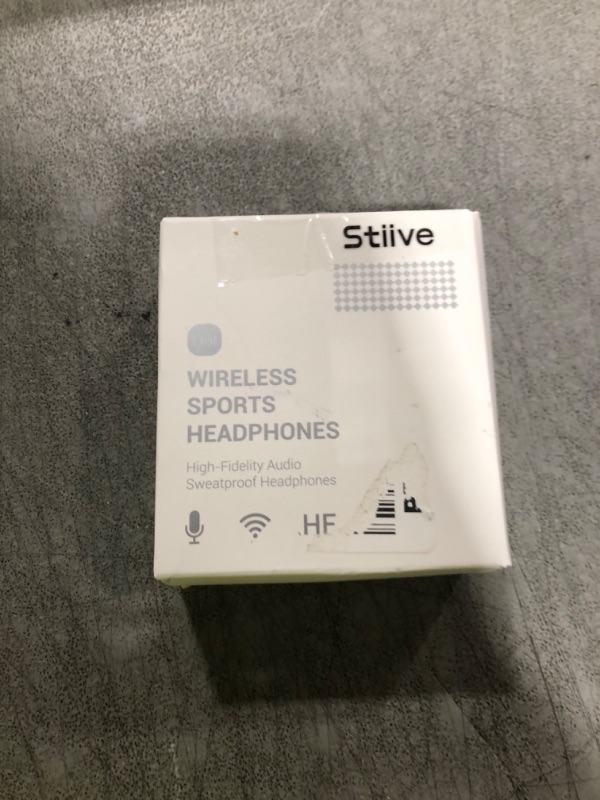 Stiive
WIRELESS
SPORTS
HEADPHONES
High-Fidelity Audio
Sweatproof Headphones
HF